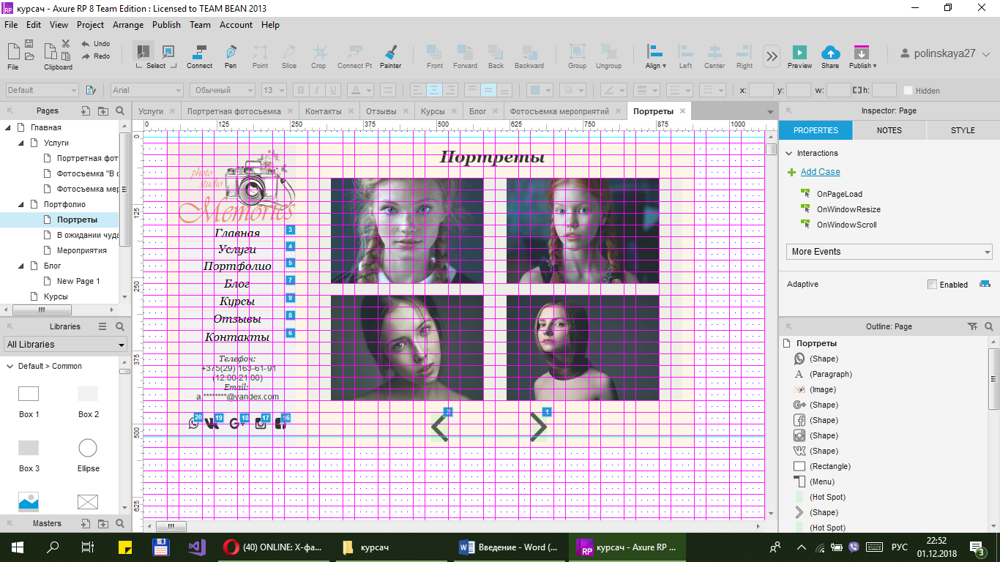 курсач - Axure RP 8 Team Edition : Licensed to TEAM BEAN 2013
File Edit View Project Arrange Publish Team Account Help
Undo
Redo
File Clipboard Select Connect Pen Point Slice Crop Connect Pt Painter Front Forward Back Backward Group Ungroup Align Left Center Right Preview Share Publish polinskaya27
Default Arial Обычный 13 B I U A x: y: w: h: Hidden
Pages
Главная
Услуги
Портретная фот
Фотосъемка "В о
Фотосъемка мер
Портфолио
Портреты
В ожидании чуда
Мероприятия
Блог
New Page 1
Курсы
Libraries
All Libraries
Default > Common
Box 1 Box 2
Box 3 Ellipse
Masters
Услуги Портретная фотосъемка Контакты Отзывы Курсы Блог Фотосъемка мероприятий Портреты
0 125 250 375 500 625 750 875 1000
0
125
250
375
500
625
photo
studio
Memories
Главная 3
Услуги 4
Портфолио 5
Блог 7
Курсы 9
Отзывы 8
Контакты 6
Телефон:
+375(29) 163-61-91
(12:00-21:00)
Email:
a.********@yandex.com
20 19 18 17 16
Портреты
2 1
Inspector: Page
PROPERTIES NOTES STYLE
Interactions
Add Case
OnPageLoad
OnWindowResize
OnWindowScroll
More Events
Adaptive Enabled
Outline: Page
Портреты
(Shape)
(Paragraph)
(Image)
(Shape)
(Shape)
(Shape)
(Shape)
(Rectangle)
(Menu)
(Hot Spot)
(Shape)
(Hot Spot)
(40) ONLINE: Х-фа... курсач Введение - Word (... курсач - Axure RP ... РУС 22:52
01.12.2018 3